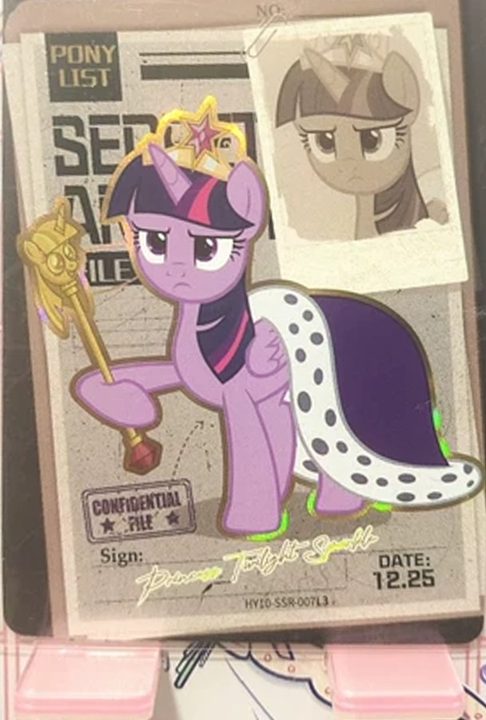 NO:
PONY
LIST
CONFIDENTIAL
FILE
Sign:
Princess Twilight Sparkle
DATE:
12.25
HY10-SSR-007L3